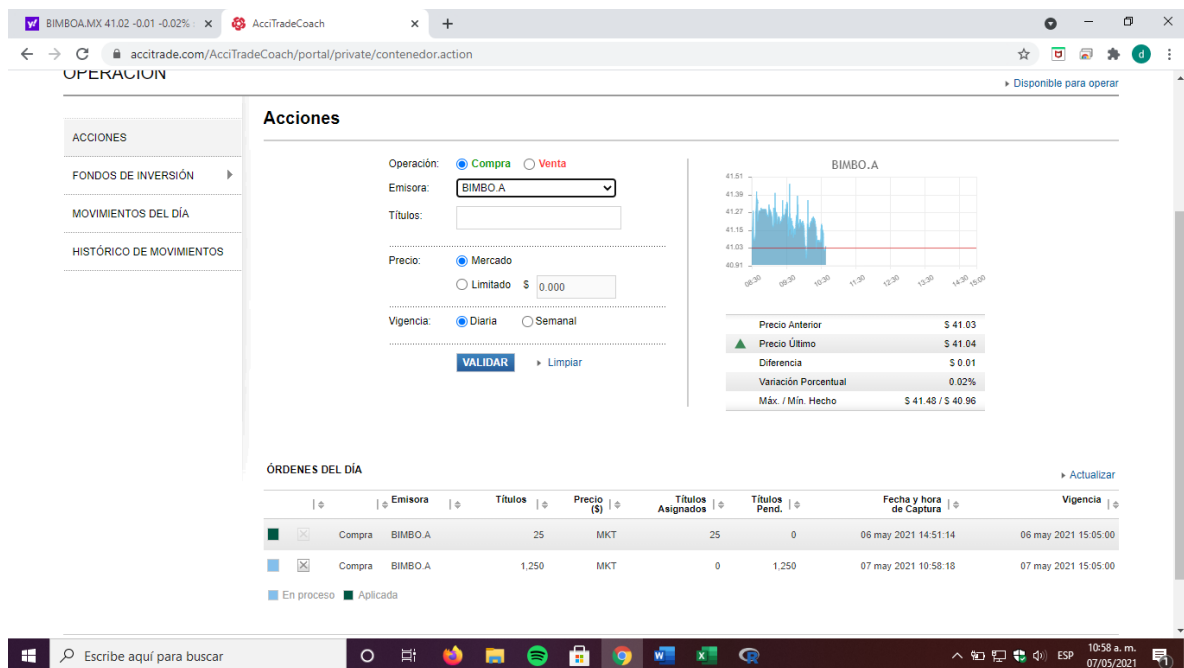 BIMBOA.MX 41.02 -0.01 -0.02%
AcciTradeCoach
accitrade.com/AcciTradeCoach/portal/private/contenedor.action
d
OPERACIÓN
Disponible para operar
ACCIONES
FONDOS DE INVERSIÓN
MOVIMIENTOS DEL DÍA
HISTÓRICO DE MOVIMIENTOS
Acciones
Operación: Compra Venta
Emisora: BIMBO.A
Títulos:
Precio: Mercado
Limitado $ 0.000
Vigencia: Diaria Semanal
VALIDAR Limpiar
BIMBO.A
41.51
41.39
41.27
41.15
41.03
40.91
08:30 09:30 10:30 11:30 12:30 13:30 14:30 15:00
Precio Anterior $ 41.03
Precio Último $ 41.04
Diferencia $ 0.01
Variación Porcentual 0.02%
Máx. / Mín. Hecho $ 41.48 / $ 40.96
ÓRDENES DEL DÍA
Actualizar
Emisora Títulos Precio ($) Títulos Asignados Títulos Pend. Fecha y hora de Captura Vigencia
Compra BIMBO.A 25 MKT 25 0 06 may 2021 14:51:14 06 may 2021 15:05:00
Compra BIMBO.A 1,250 MKT 0 1,250 07 may 2021 10:58:18 07 may 2021 15:05:00
En proceso Aplicada
Escribe aquí para buscar
ESP
10:58 a. m.
07/05/2021